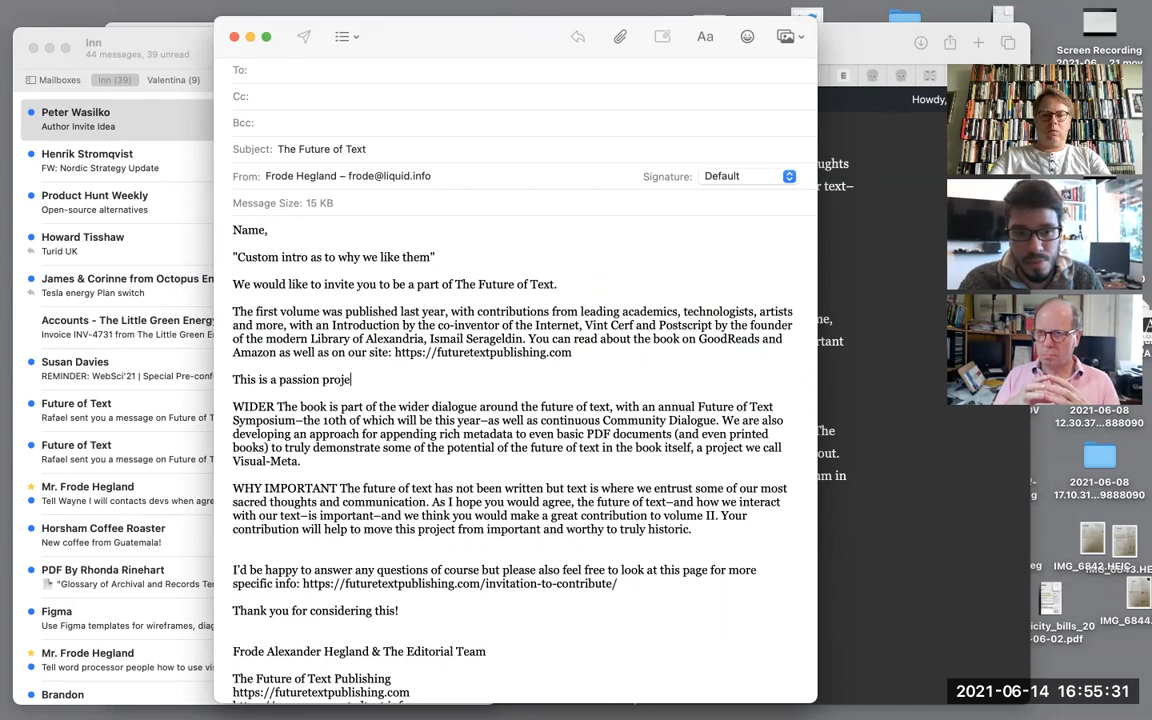 Inn
44 messages, 39 unread
Mailboxes Inn (39) Valentina (9)
Peter Wasilko
Author Invite Idea
Henrik Stromqvist
FW: Nordic Strategy Update
Product Hunt Weekly
Open-source alternatives
Howard Tisshaw
Turid UK
James & Corinne from Octopus En
Tesla energy Plan switch
Accounts - The Little Green Energy
Invoice INV-4731 from The Little Gr
Susan Davies
REMINDER: WebSci'21 | Special Pre-conf
Future of Text
Rafael sent you a message on Future of T
Future of Text
Rafael sent you a message on Future of T
Mr. Frode Hegland
Tell Wayne I will contacts devs when agre
Horsham Coffee Roaster
New coffee from Guatemala!
PDF By Rhonda Rinehart
"Glossary of Archival and Records Ter
Figma
Use Figma templates for wireframes, diag
Mr. Frode Hegland
Tell word processor people how to use vis
Brandon
Aa
To:
Cc:
Bcc:
Subject: The Future of Text
From: Frode Hegland – frode@liquid.info
Signature: Default
Message Size: 15 KB
Name,
"Custom intro as to why we like them"
We would like to invite you to be a part of The Future of Text.
The first volume was published last year, with contributions from leading academics, technologists, artists
and more, with an Introduction by the co-inventor of the Internet, Vint Cerf and Postscript by the founder
of the modern Library of Alexandria, Ismail Serageldin. You can read about the book on GoodReads and
Amazon as well as on our site: https://futuretextpublishing.com
This is a passion proje
WIDER The book is part of the wider dialogue around the future of text, with an annual Future of Text
Symposium–the 10th of which will be this year–as well as continuous Community Dialogue. We are also
developing an approach for appending rich metadata to even basic PDF documents (and even printed
books) to truly demonstrate some of the potential of the future of text in the book itself, a project we call
Visual-Meta.
WHY IMPORTANT The future of text has not been written but text is where we entrust some of our most
sacred thoughts and communication. As I hope you would agree, the future of text–and how we interact
with our text–is important–and we think you would make a great contribution to volume II. Your
contribution will help to move this project from important and worthy to truly historic.
I'd be happy to answer any questions of course but please also feel free to look at this page for more
specific info: https://futuretextpublishing.com/invitation-to-contribute/
Thank you for considering this!
Frode Alexander Hegland & The Editorial Team
The Future of Text Publishing
https://futuretextpublishing.com
E
Howdy,
ughts
r text–
ne,
ortant
The
out.
um in
Screen Recording
2021-06 21.mov
2021-06-08
12.30.37...888090
2021-06-08
17.10.31...9888090
IMG_6842.HEIC
IMG_6844.
icity_bills_20
-06-02.pdf
2021-06-14 16:55:31